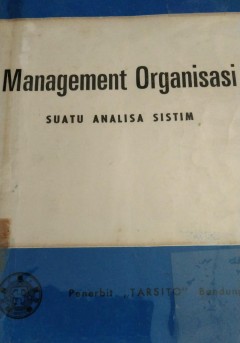 Management Organisasi
SUATU ANALISA SISTIM
Penerbit „TARSITO" Bandung